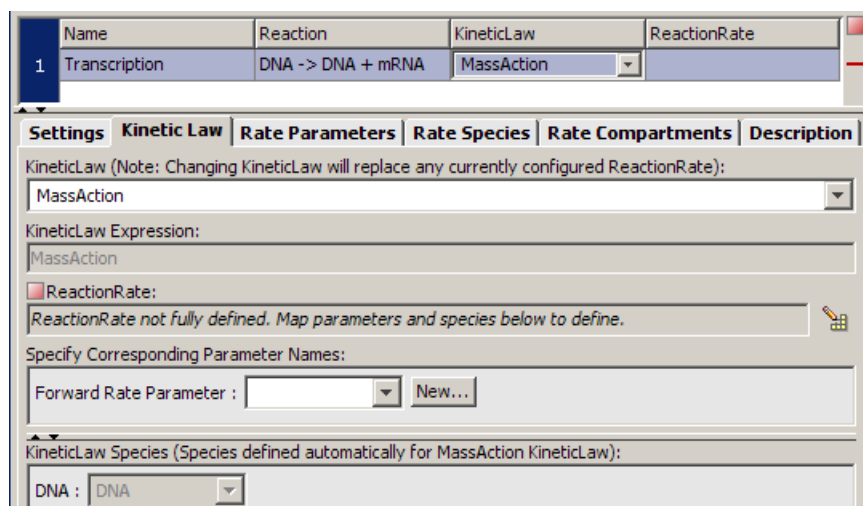 Name Reaction KineticLaw ReactionRate
1 Transcription DNA -> DNA + mRNA MassAction
Settings Kinetic Law Rate Parameters Rate Species Rate Compartments Description
KineticLaw (Note: Changing KineticLaw will replace any currently configured ReactionRate):
MassAction
KineticLaw Expression:
MassAction
ReactionRate:
ReactionRate not fully defined. Map parameters and species below to define.
Specify Corresponding Parameter Names:
Forward Rate Parameter : New...
KineticLaw Species (Species defined automatically for MassAction KineticLaw):
DNA : DNA